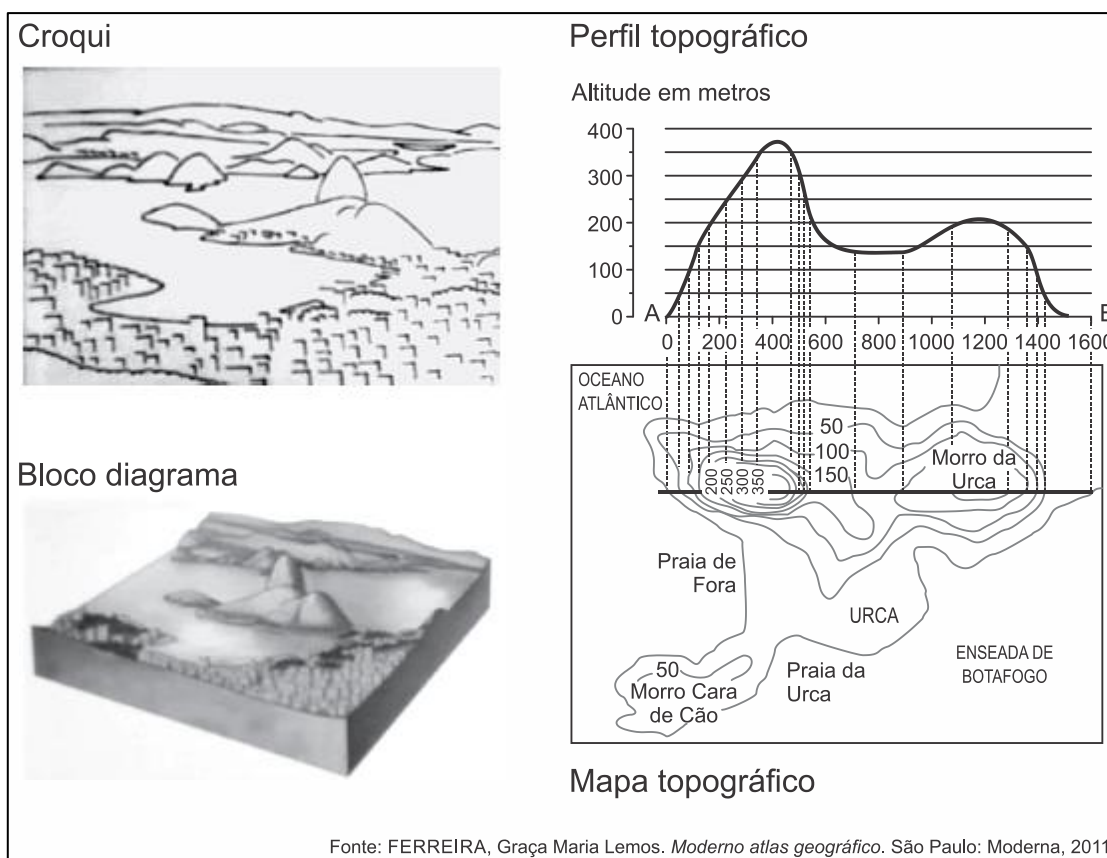 Croqui
Perfil topográfico
Altitude em metros
400
300
200
100
0
A
B
0 200 400 600 800 1000 1200 1400 1600
OCEANO
ATLÂNTICO
50
100
150
200
250
300
350
Morro da
Urca
Praia de
Fora
URCA
ENSEADA DE
BOTAFOGO
50
Morro Cara
de Cão
Praia da
Urca
Bloco diagrama
Mapa topográfico
Fonte: FERREIRA, Graça Maria Lemos. Moderno atlas geográfico. São Paulo: Moderna, 2011